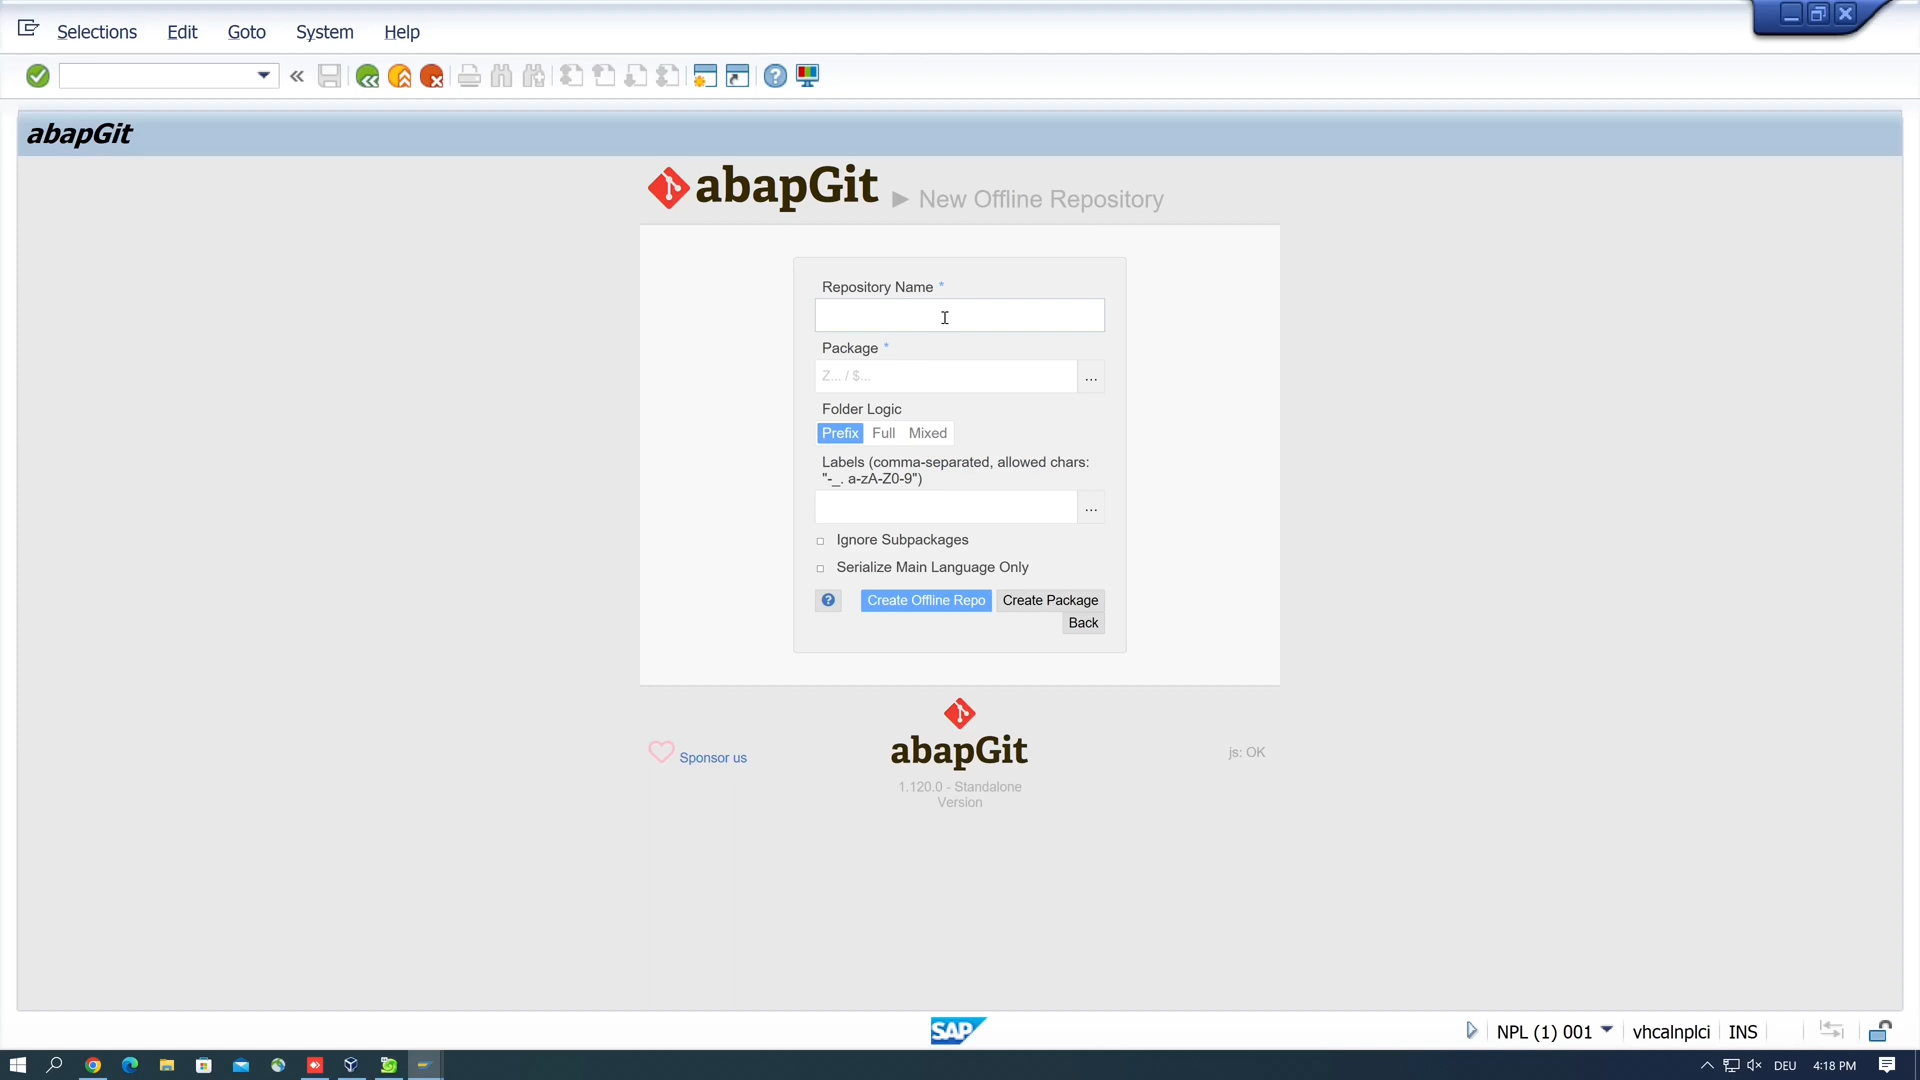 Selections Edit Goto System Help
abapGit
abapGit ▶ New Offline Repository
Repository Name *
Package *
Z... / $...
...
Folder Logic
Prefix Full Mixed
Labels (comma-separated, allowed chars:
"-_. a-zA-Z0-9")
...
Ignore Subpackages
Serialize Main Language Only
? Create Offline Repo Create Package
Back
Sponsor us
abapGit
js: OK
1.120.0 - Standalone
Version
SAP
NPL (1) 001 vhcalnplci INS
DEU 4:18 PM